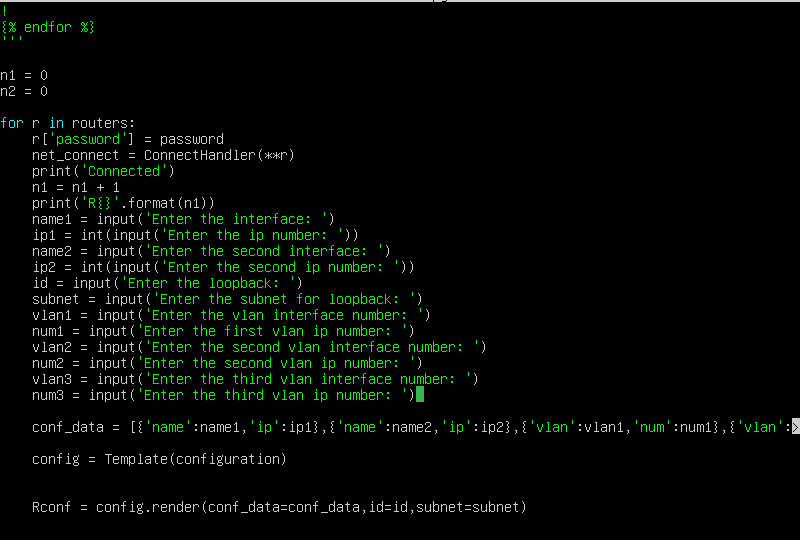 !
{% endfor %}
'''
n1 = 0
n2 = 0
for r in routers:
    r['password'] = password
    net_connect = ConnectHandler(**r)
    print('Connected')
    n1 = n1 + 1
    print('R{}'.format(n1))
    name1 = input('Enter the interface: ')
    ip1 = int(input('Enter the ip number: '))
    name2 = input('Enter the second interface: ')
    ip2 = int(input('Enter the second ip number: '))
    id = input('Enter the loopback: ')
    subnet = input('Enter the subnet for loopback: ')
    vlan1 = input('Enter the vlan interface number: ')
    num1 = input('Enter the first vlan ip number: ')
    vlan2 = input('Enter the second vlan interface number: ')
    num2 = input('Enter the second vlan ip number: ')
    vlan3 = input('Enter the third vlan interface number: ')
    num3 = input('Enter the third vlan ip number: ')
    conf_data = [{'name':name1,'ip':ip1},{'name':name2,'ip':ip2},{'vlan':vlan1,'num':num1},{'vlan':>
    config = Template(configuration)
    Rconf = config.render(conf_data=conf_data,id=id,subnet=subnet)